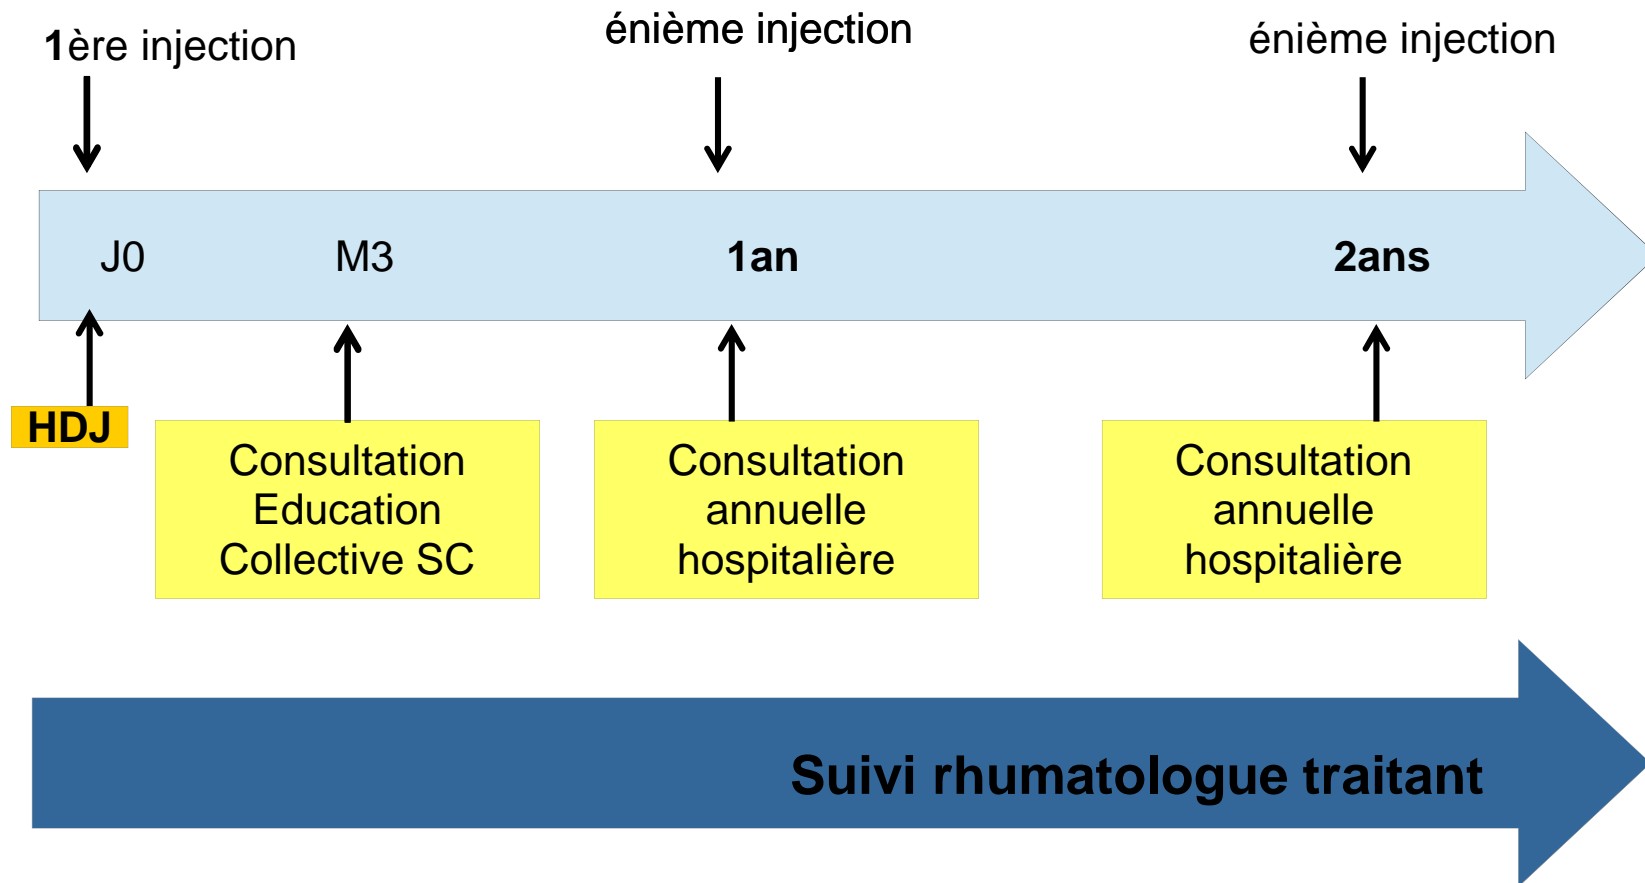 1ère injection
énième injection
énième injection
J0
M3
1an
2ans
HDJ
Consultation
Education
Collective SC
Consultation
annuelle
hospitalière
Consultation
annuelle
hospitalière
Suivi rhumatologue traitant